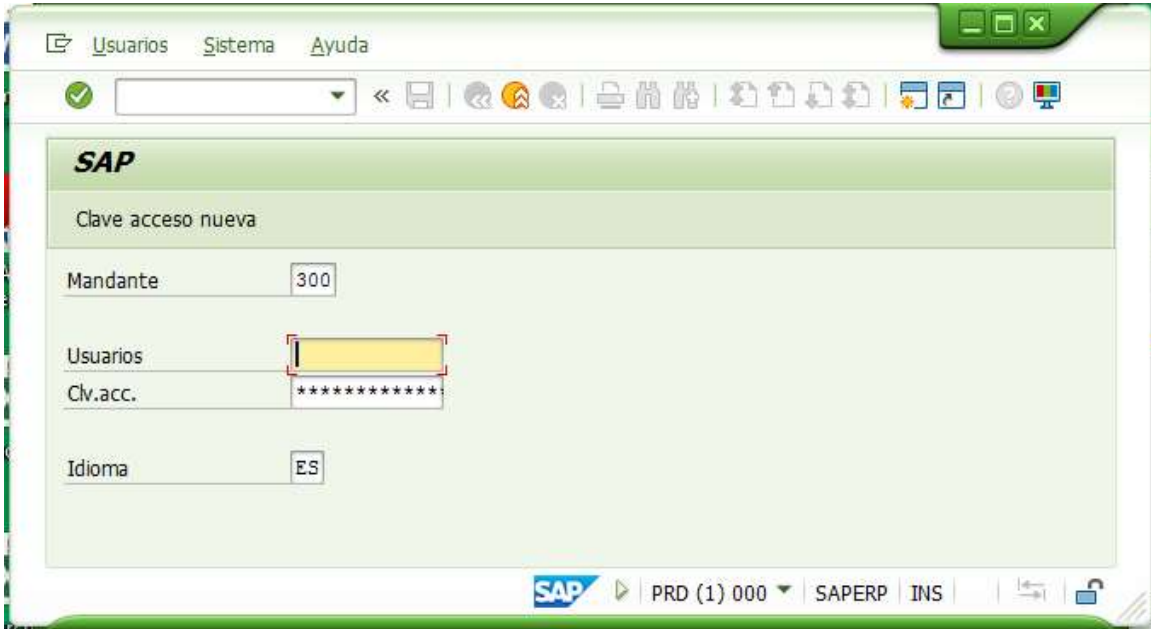 Usuarios Sistema Ayuda
SAP
Clave acceso nueva
Mandante 300
Usuarios
Clv.acc. ************
Idioma ES
SAP PRD (1) 000 SAPERP INS